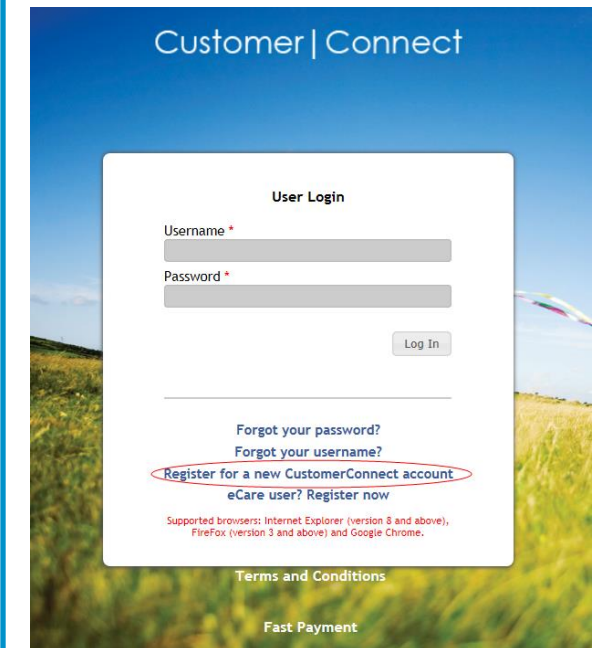 Customer|Connect
User Login
Username *
Password *
Log In
Forgot your password?
Forgot your username?
Register for a new CustomerConnect account
eCare user? Register now
Supported browsers: Internet Explorer (version 8 and above),
FireFox (version 3 and above) and Google Chrome.
Terms and Conditions
Fast Payment